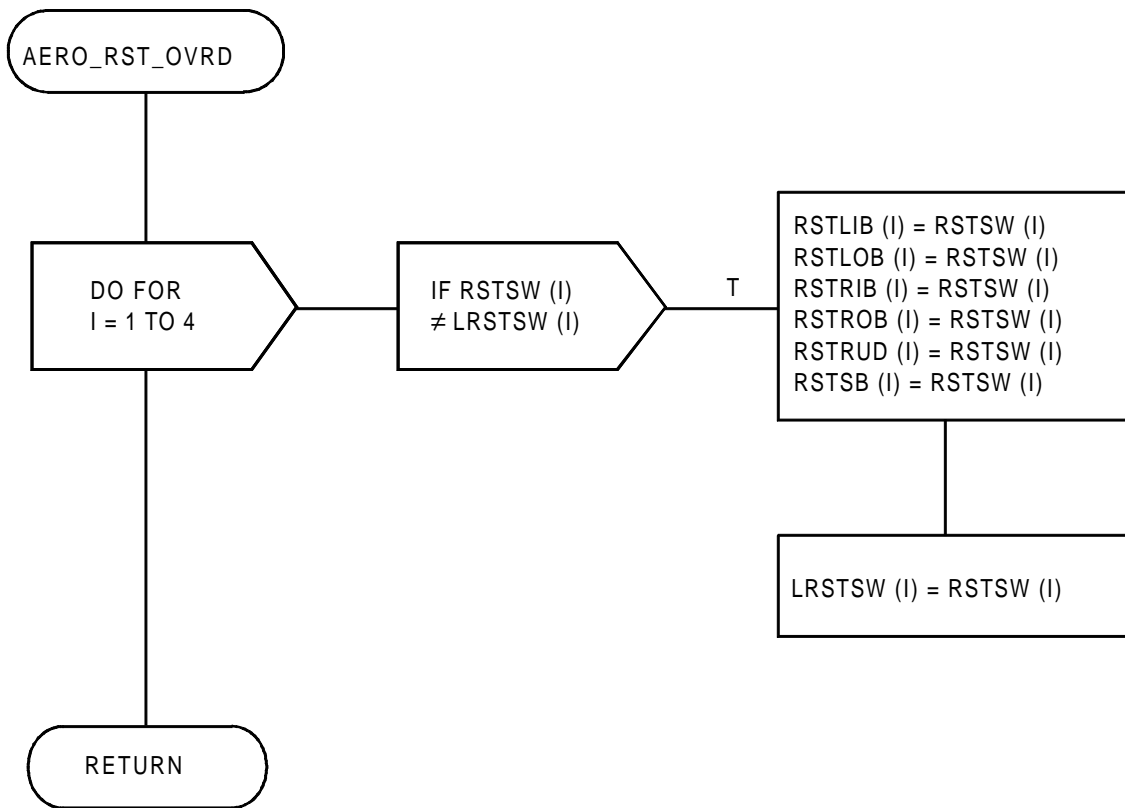 AERO_RST_OVRD
DO FOR
I = 1 TO 4
IF RSTSW (I)
≠ LRSTSW (I)
T
RSTLIB (I) = RSTSW (I)
RSTLOB (I) = RSTSW (I)
RSTRIB (I) = RSTSW (I)
RSTROB (I) = RSTSW (I)
RSTRUD (I) = RSTSW (I)
RSTSB (I) = RSTSW (I)
LRSTSW (I) = RSTSW (I)
RETURN